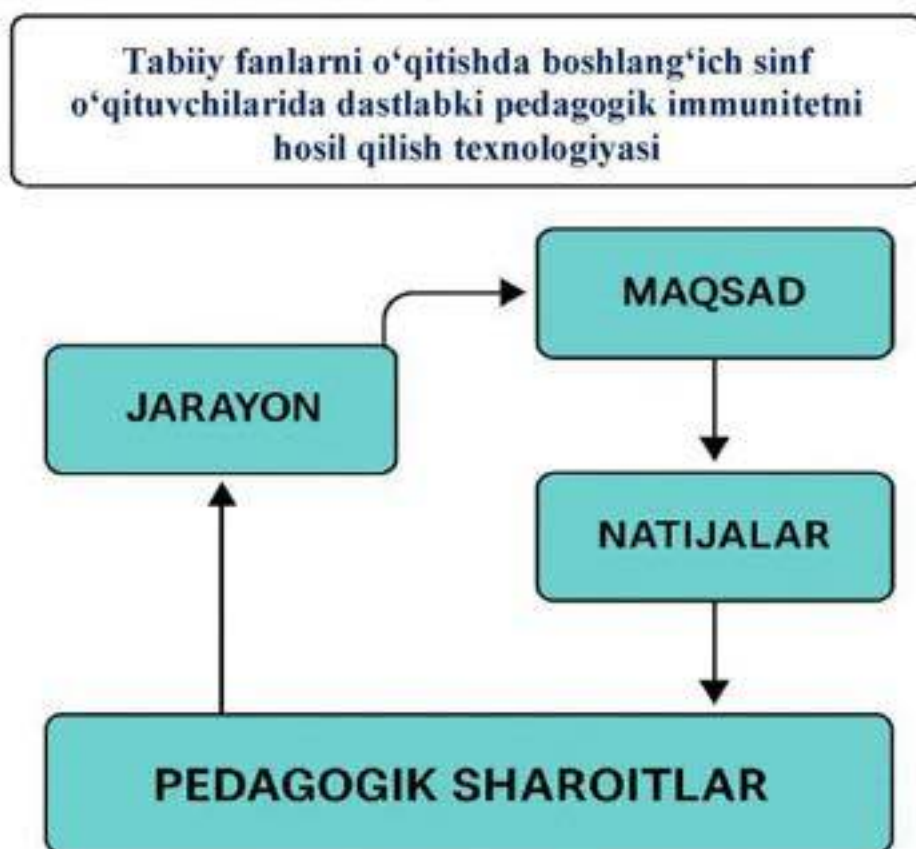 Tabiiy fanlarni o‘qitishda boshlang‘ich sinf
o‘qituvchilarida dastlabki pedagogik immunitetni
hosil qilish texnologiyasi
MAQSAD
JARAYON
NATIJALAR
PEDAGOGIK SHAROITLAR